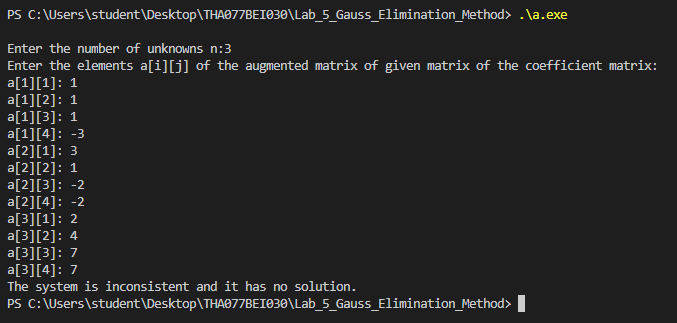 PS C:\Users\student\Desktop\THA077BEI030\Lab_5_Gauss_Elimination_Method> .\a.exe
Enter the number of unknowns n:3
Enter the elements a[i][j] of the augmented matrix of given matrix of the coefficient matrix:
a[1][1]: 1
a[1][2]: 1
a[1][3]: 1
a[1][4]: -3
a[2][1]: 3
a[2][2]: 1
a[2][3]: -2
a[2][4]: -2
a[3][1]: 2
a[3][2]: 4
a[3][3]: 7
a[3][4]: 7
The system is inconsistent and it has no solution.
PS C:\Users\student\Desktop\THA077BEI030\Lab_5_Gauss_Elimination_Method>